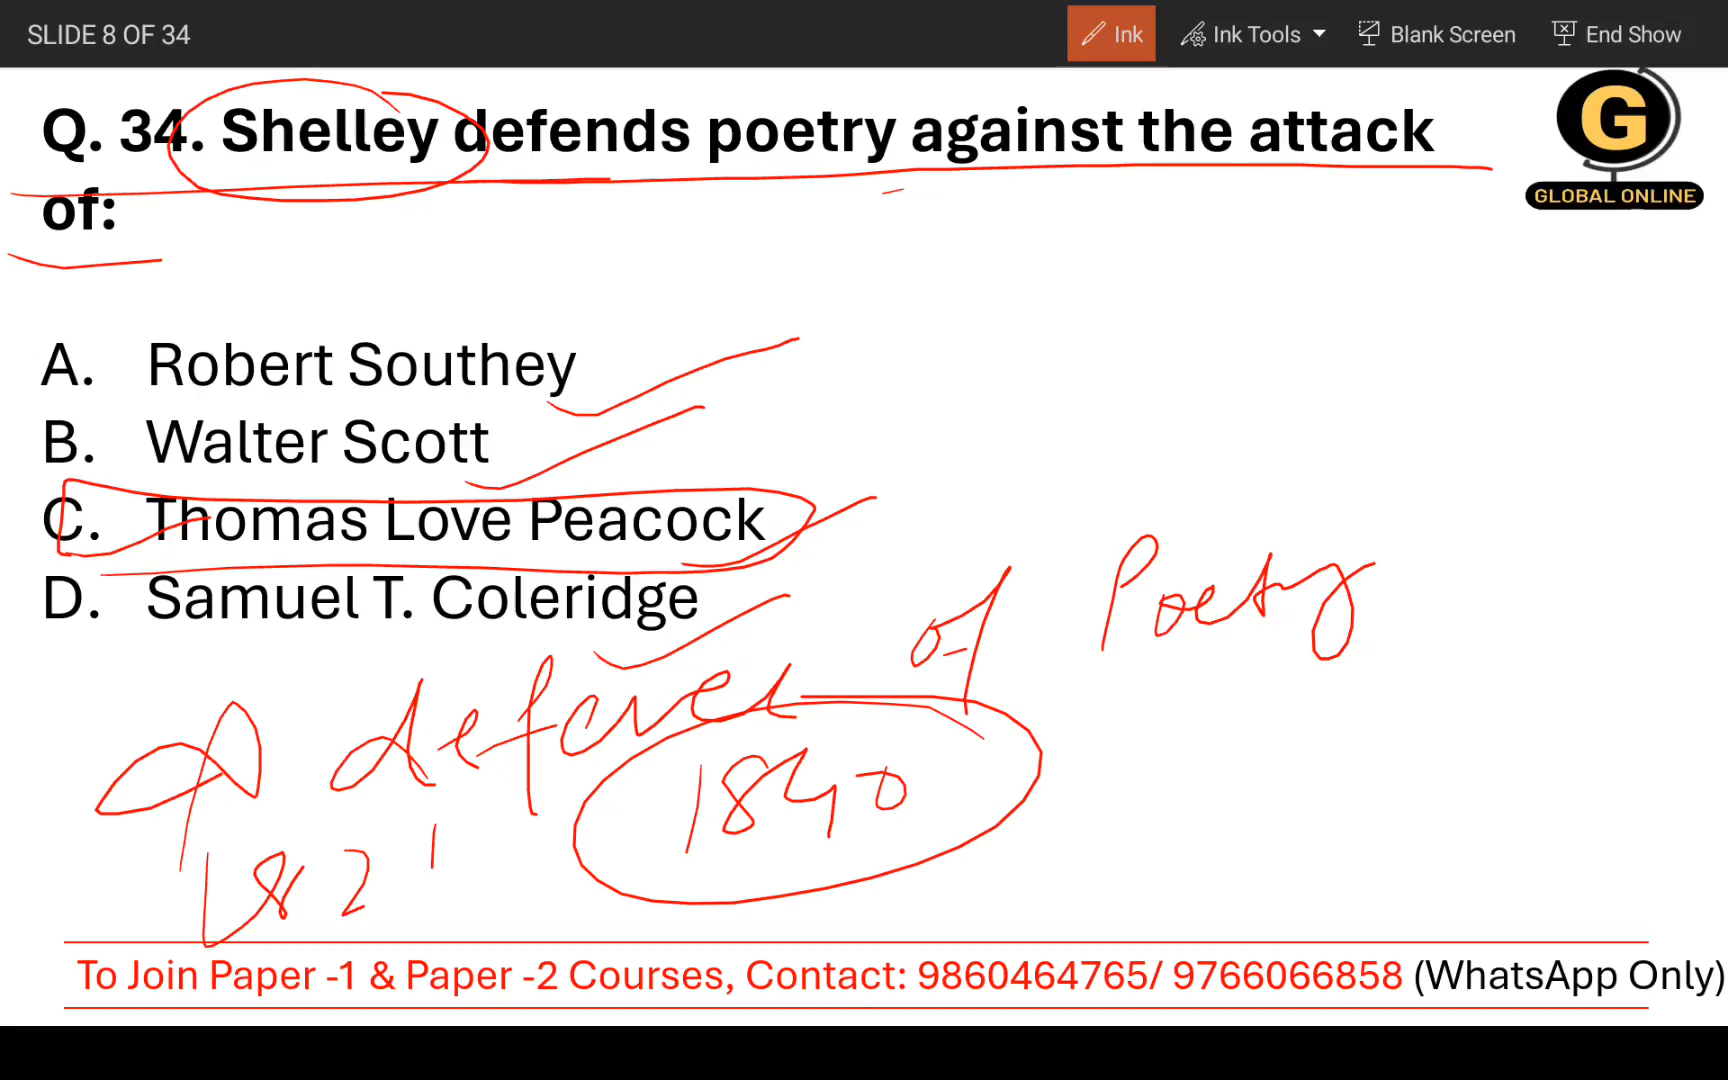 SLIDE 8 OF 34 Ink Ink Tools Blank Screen End Show
Q. 34. Shelley defends poetry against the attack
of:
G
GLOBAL ONLINE
A. Robert Southey
B. Walter Scott
C. Thomas Love Peacock
D. Samuel T. Coleridge
A defence of Poetry
1821
1840
To Join Paper -1 & Paper -2 Courses, Contact: 9860464765/ 9766066858 (WhatsApp Only)